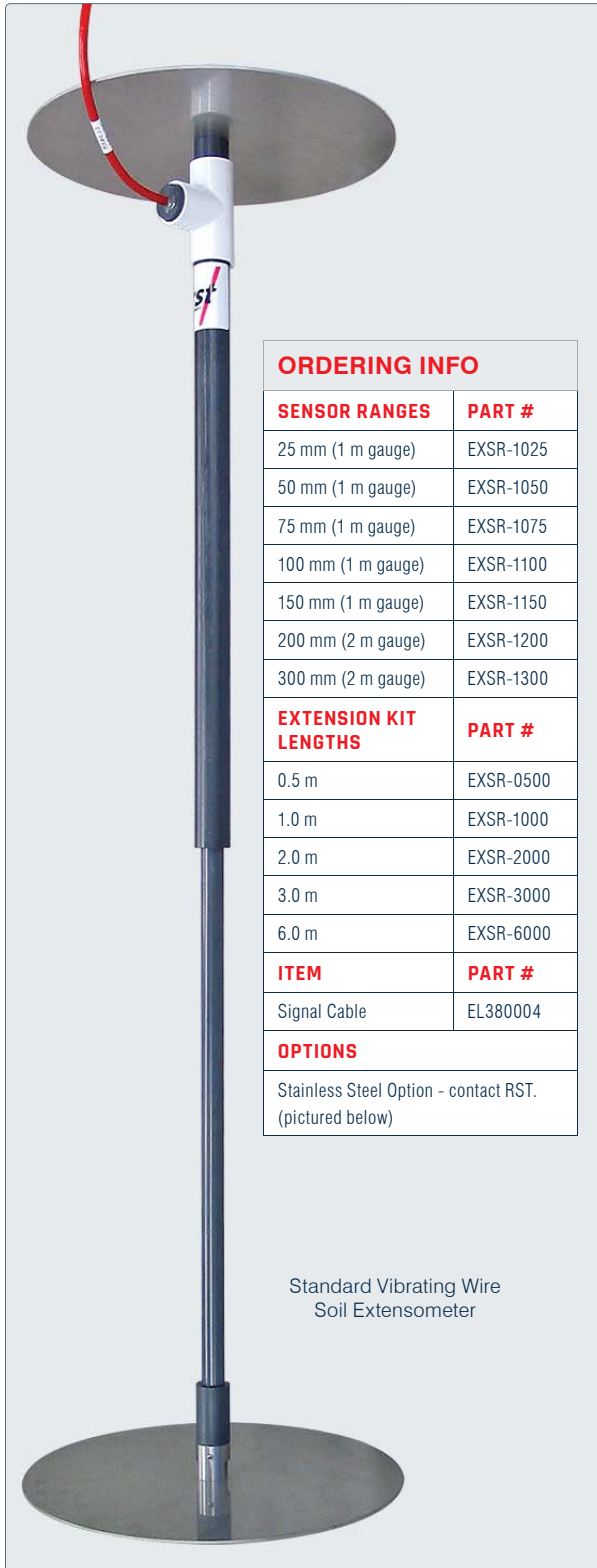 rst
ORDERING INFO
SENSOR RANGES PART #
25 mm (1 m gauge) EXSR-1025
50 mm (1 m gauge) EXSR-1050
75 mm (1 m gauge) EXSR-1075
100 mm (1 m gauge) EXSR-1100
150 mm (1 m gauge) EXSR-1150
200 mm (2 m gauge) EXSR-1200
300 mm (2 m gauge) EXSR-1300
EXTENSION KIT
LENGTHS PART #
0.5 m EXSR-0500
1.0 m EXSR-1000
2.0 m EXSR-2000
3.0 m EXSR-3000
6.0 m EXSR-6000
ITEM PART #
Signal Cable EL380004
OPTIONS
Stainless Steel Option - contact RST.
(pictured below)
Standard Vibrating Wire
Soil Extensometer